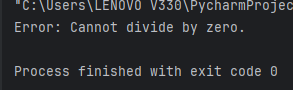 "C:\Users\LENOVO V330\PycharmProjec
Error: Cannot divide by zero.
Process finished with exit code 0